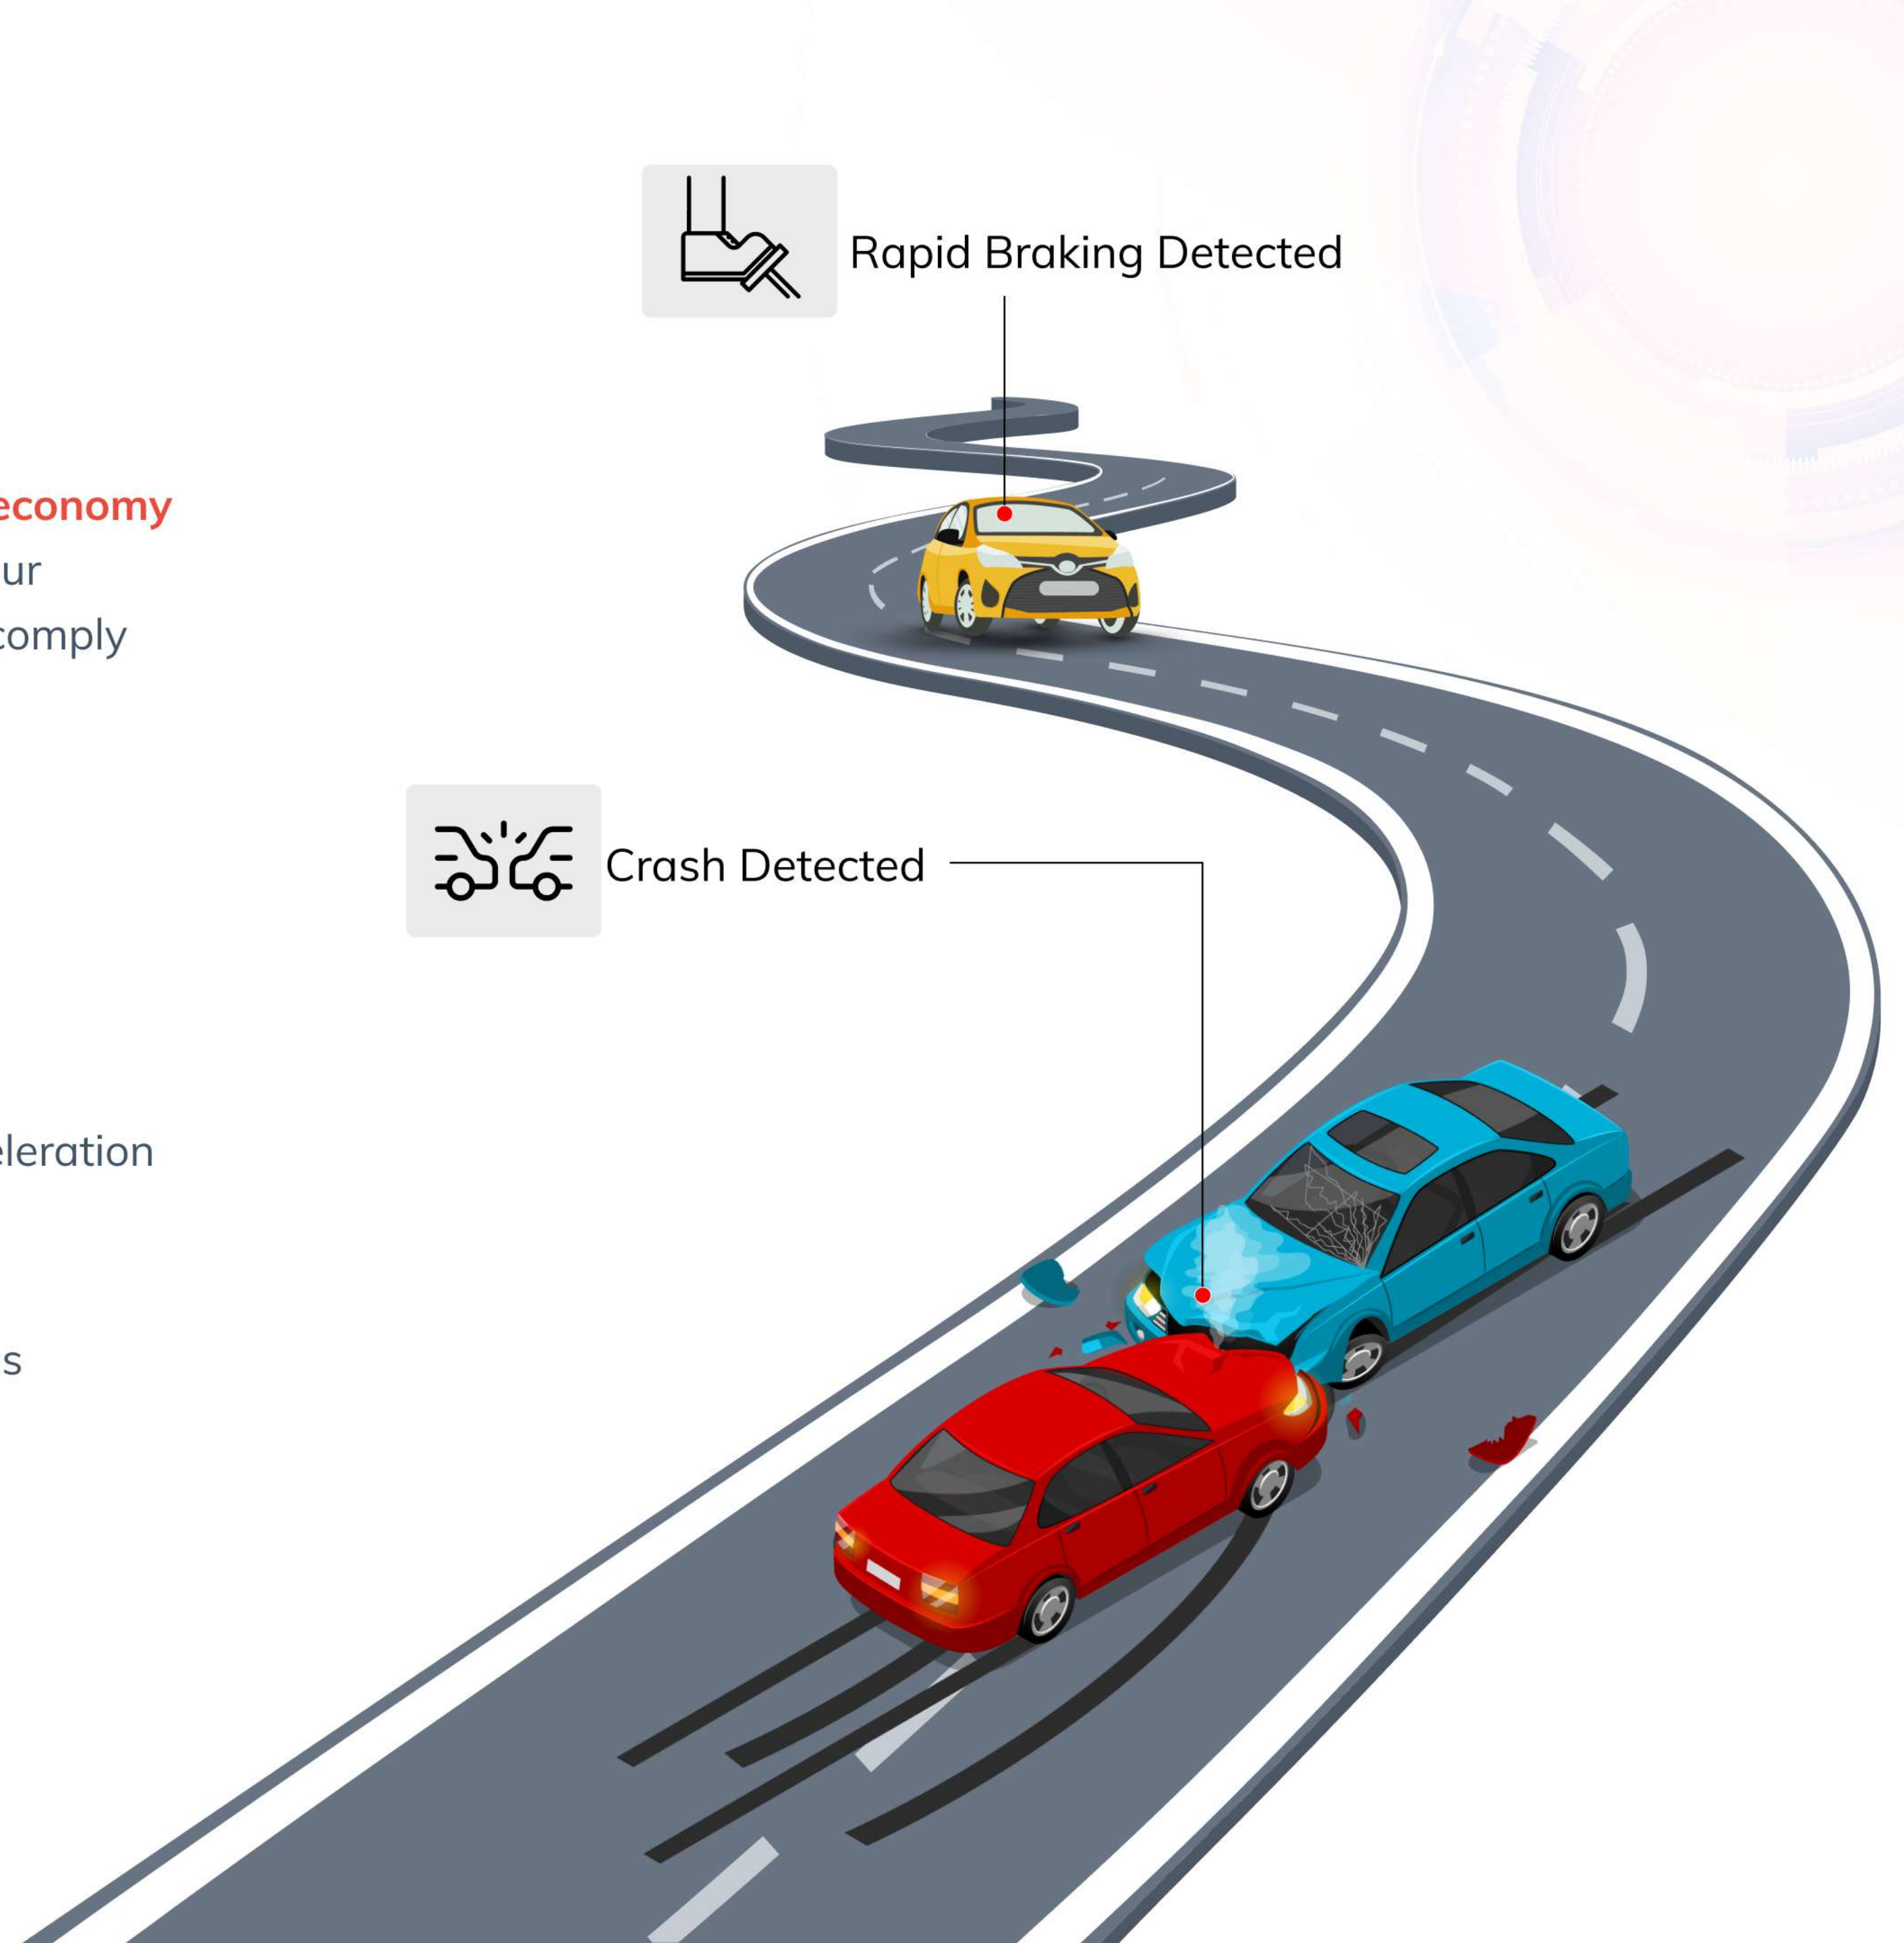 Rapid Braking Detected
economy
ur
comply
Crash Detected
eleration
s